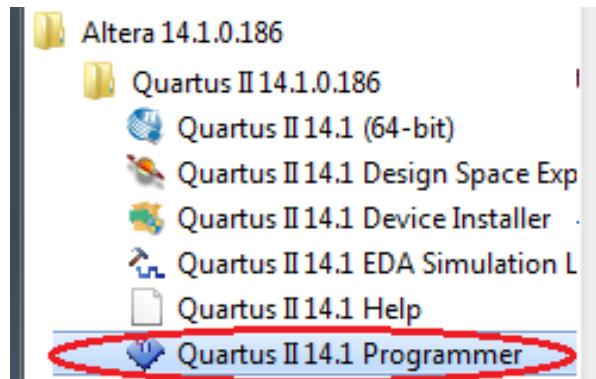 Altera 14.1.0.186
Quartus II 14.1.0.186
Quartus II 14.1 (64-bit)
Quartus II 14.1 Design Space Exp
Quartus II 14.1 Device Installer
Quartus II 14.1 EDA Simulation L
Quartus II 14.1 Help
Quartus II 14.1 Programmer